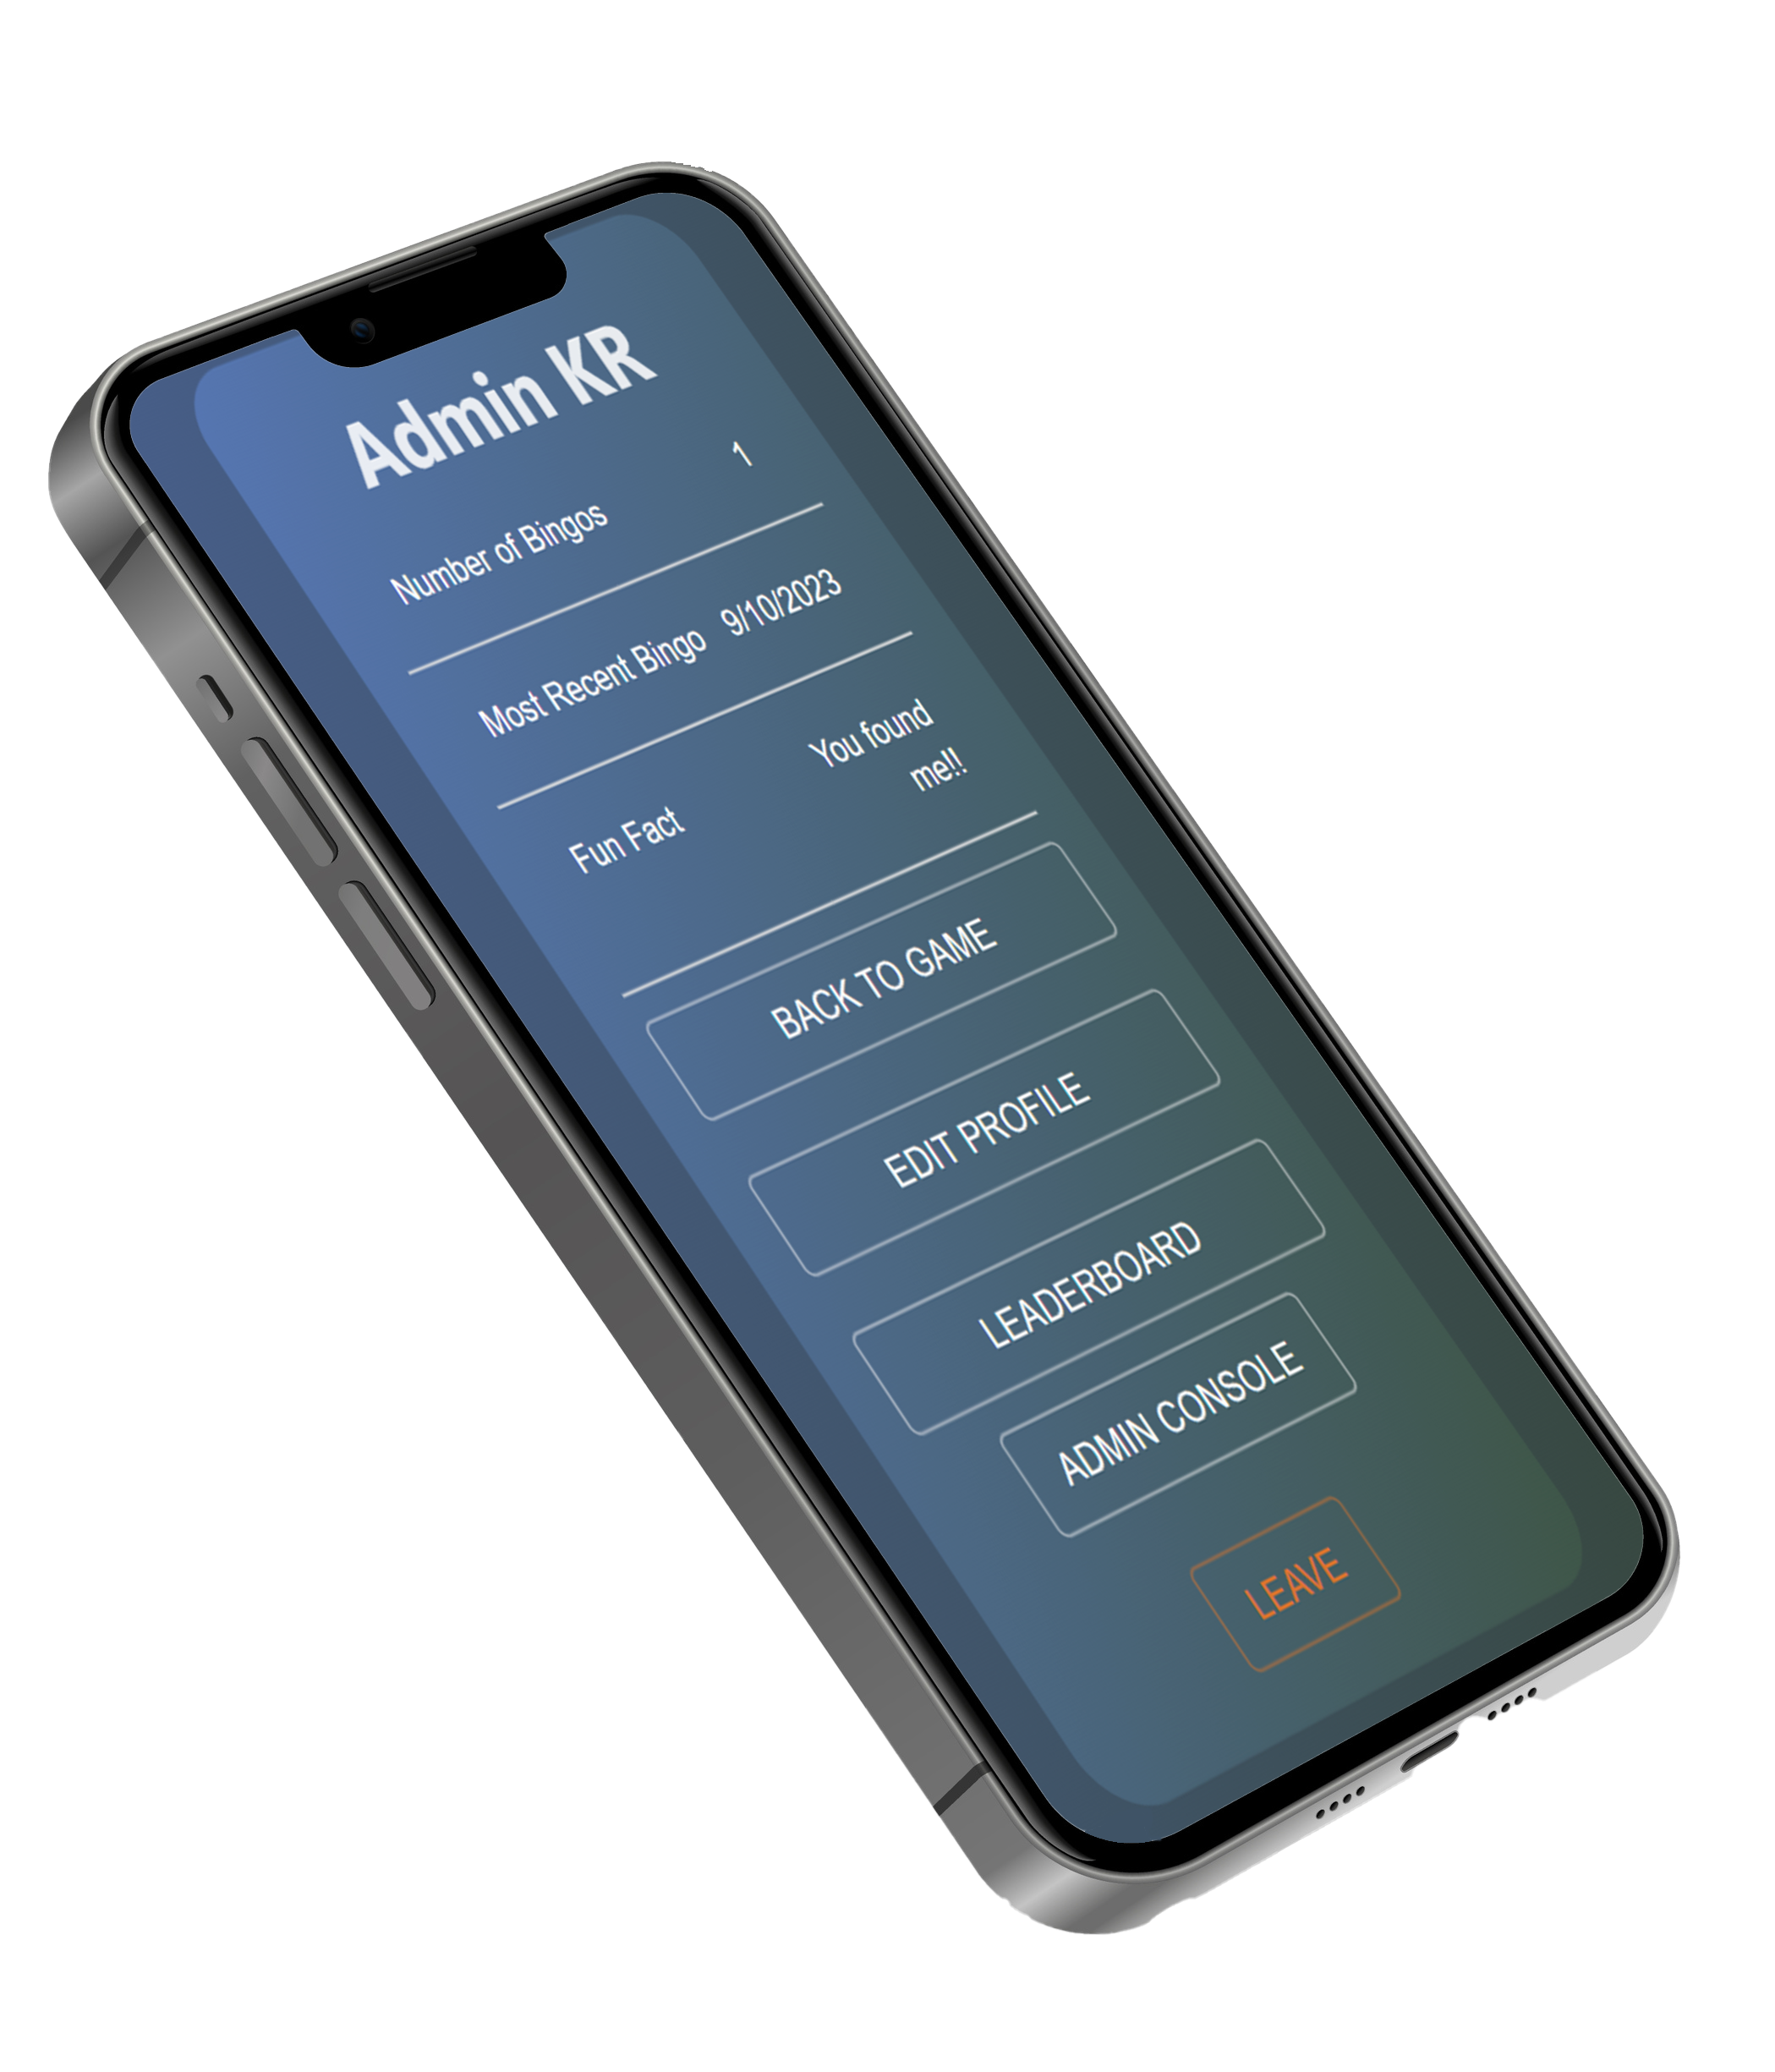 Admin KR
Number of Bingos 1
Most Recent Bingo 9/10/2023
Fun Fact You found
me!!
BACK TO GAME
EDIT PROFILE
LEADERBOARD
ADMIN CONSOLE
LEAVE